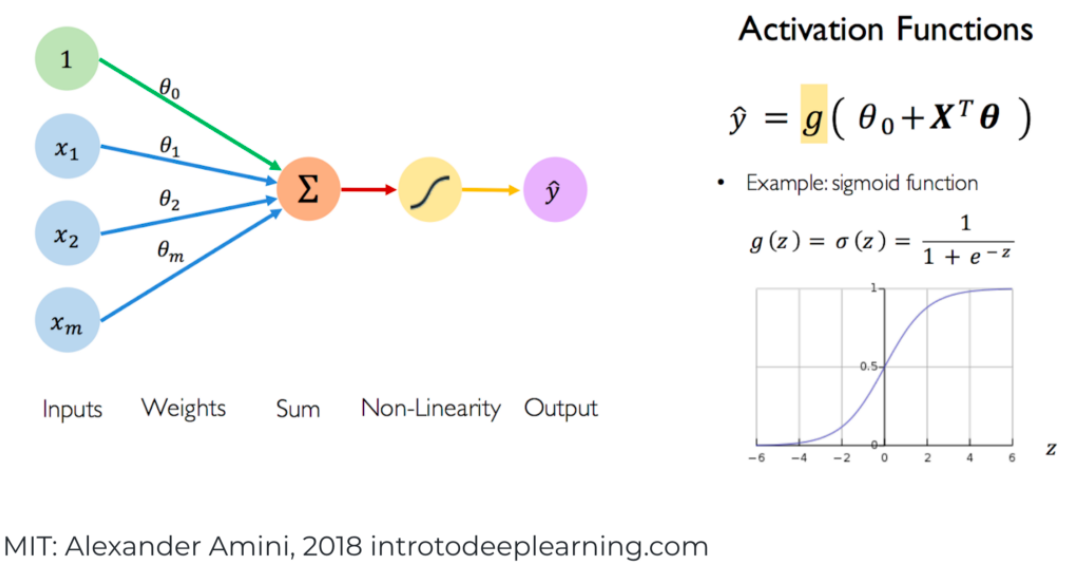 1
θ₀
x₁
θ₁
x₂
θ₂
xₘ
θₘ
Σ
ŷ
Inputs Weights Sum Non-Linearity Output
Activation Functions
ŷ = g ( θ₀ + Xᵀ θ )
• Example: sigmoid function
g (z) = σ (z) = 1 / (1 + e⁻ᶻ)
1
0.5
0
-6 -4 -2 0 2 4 6 z
MIT: Alexander Amini, 2018 introtodeeplearning.com